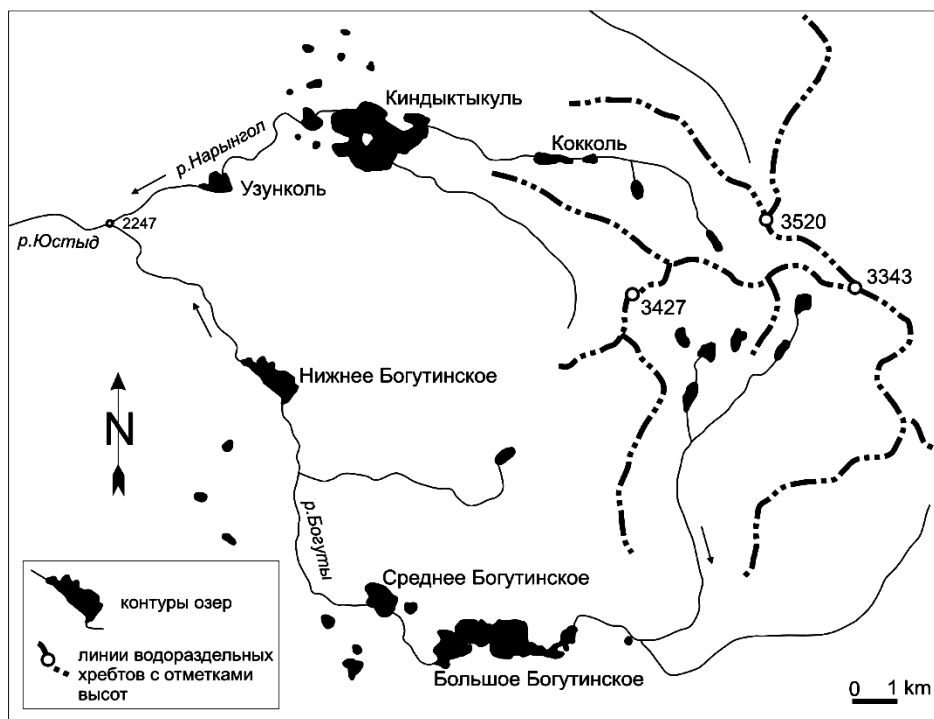 Киндыктыкуль
Кокколь
р.Нарынгол
Узунколь
2247
р.Юстыд
3520
3343
3427
Нижнее Богутинское
N
р.Богуты
Среднее Богутинское
Большое Богутинское
контуры озер
линии водораздельных
хребтов с отметками
высот
0 1 km